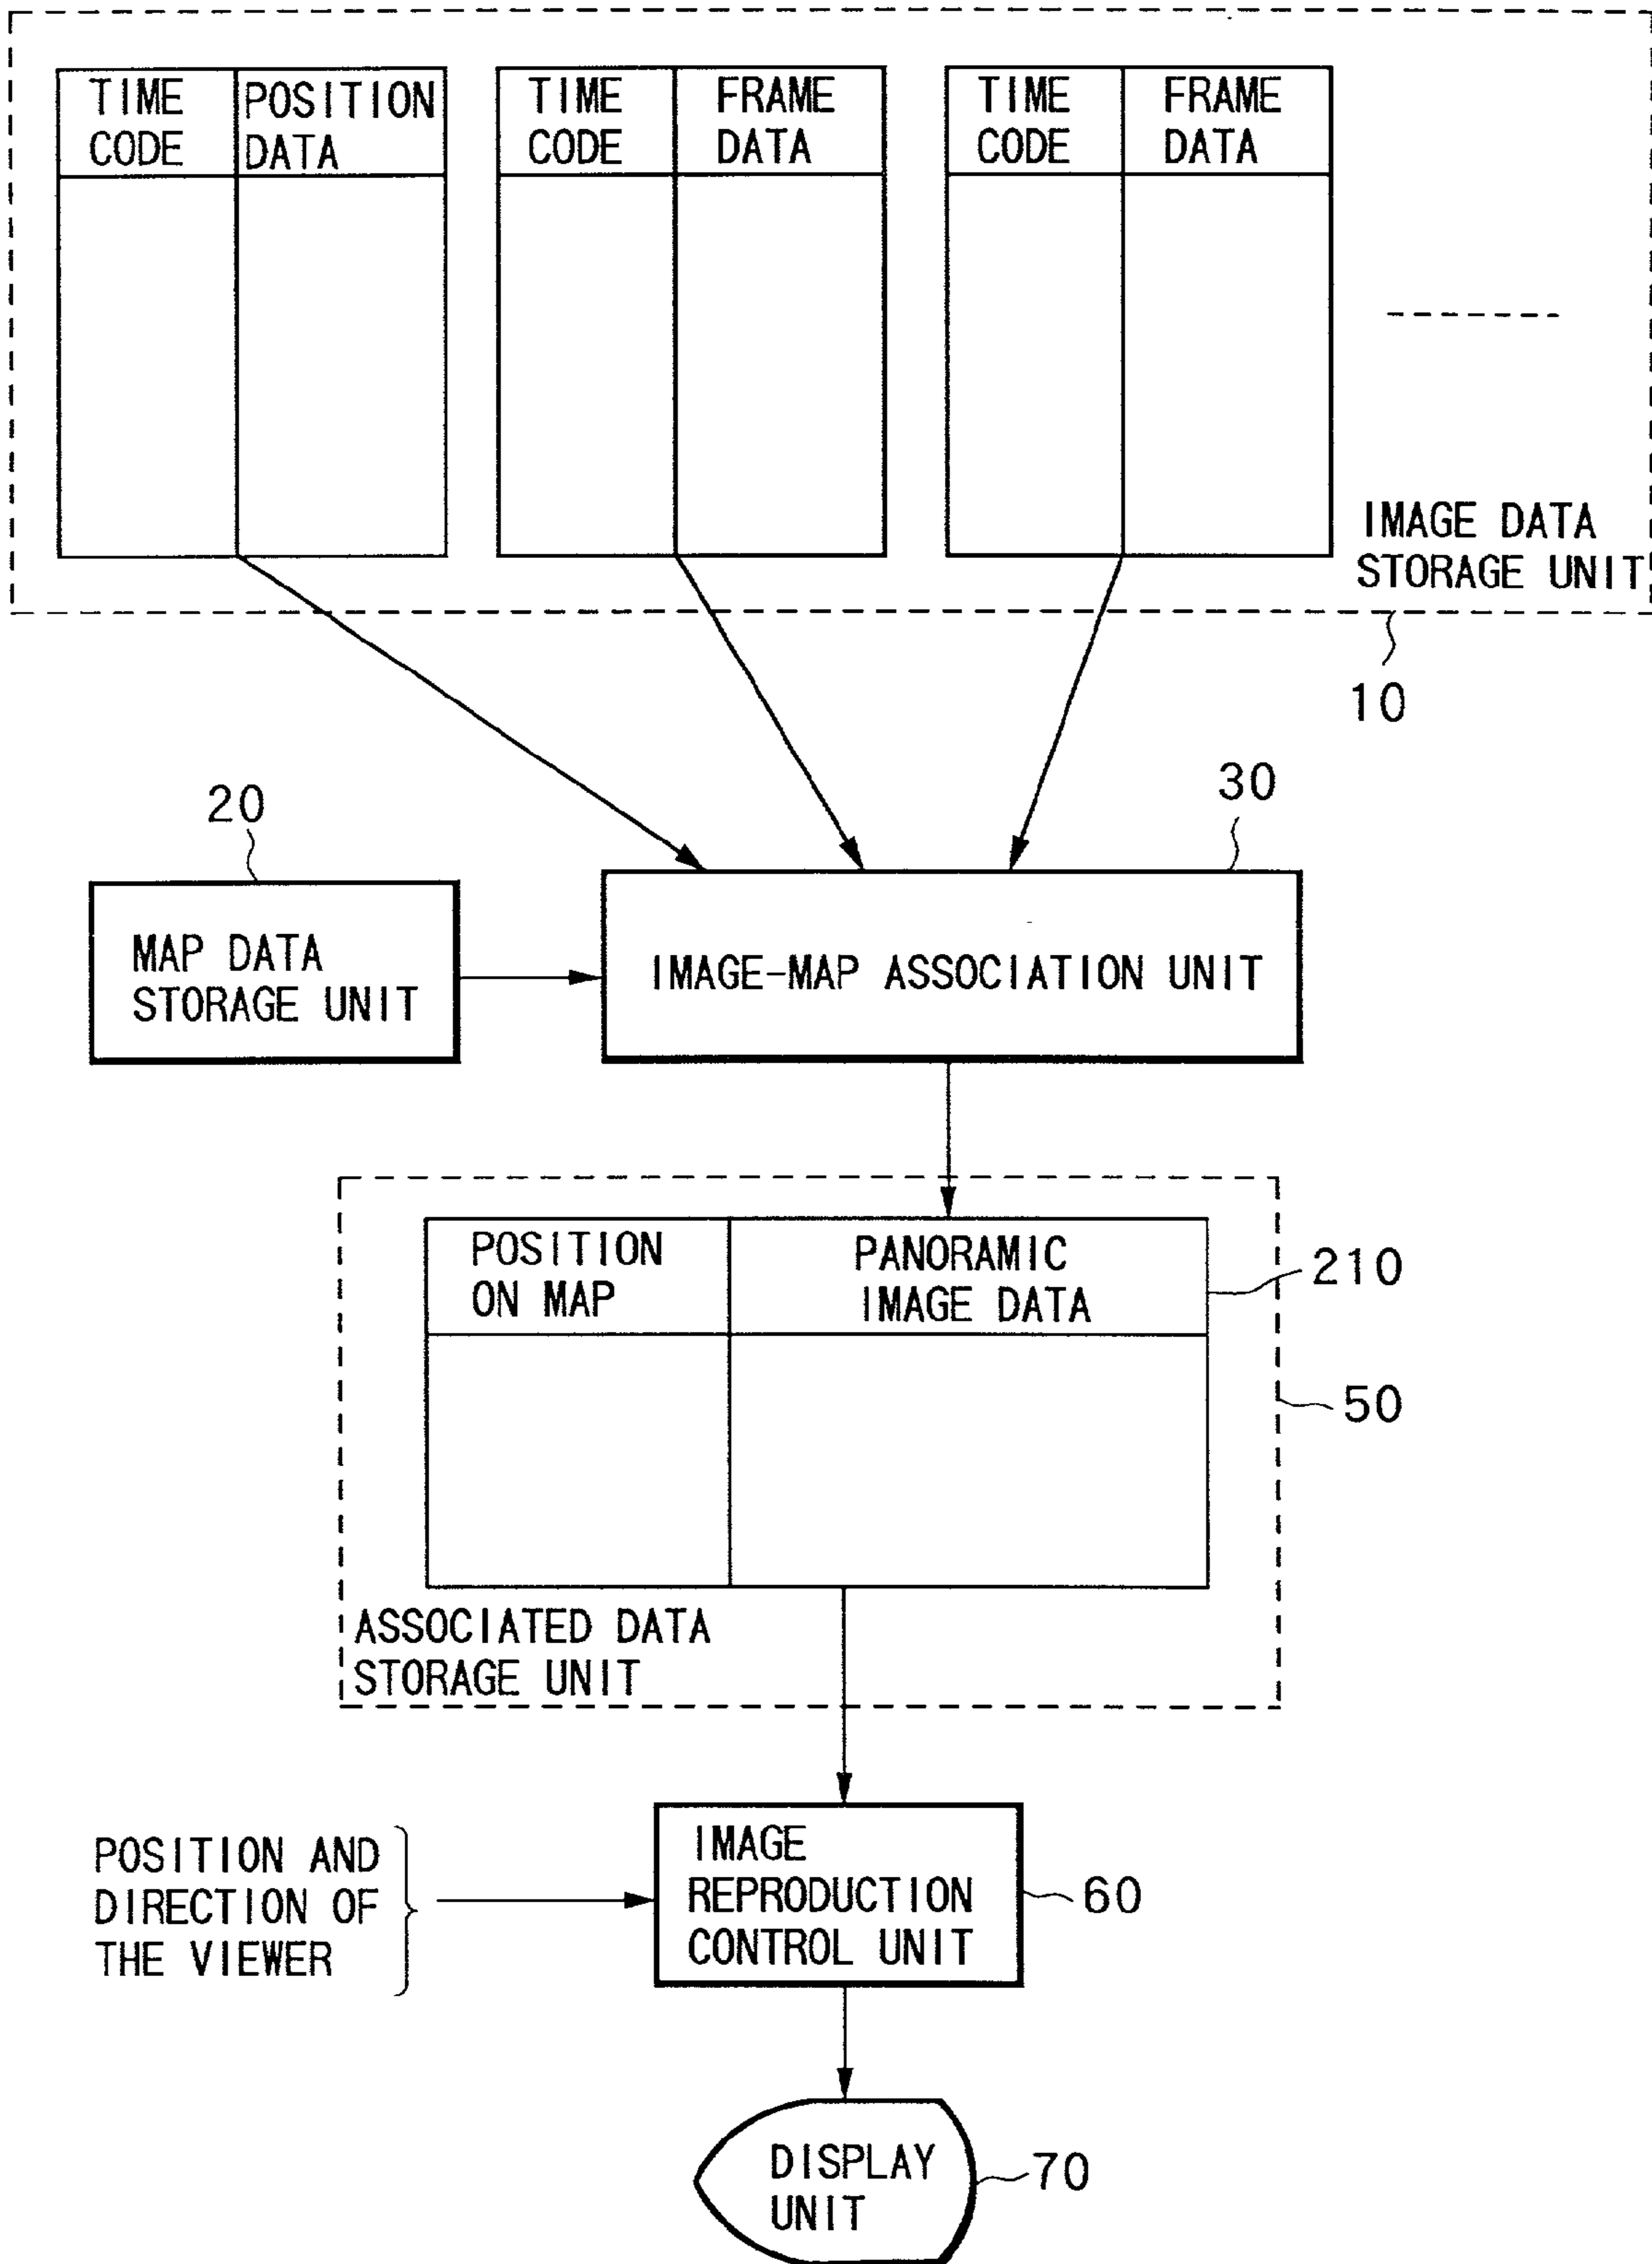 TIME CODE
POSITION DATA
TIME CODE
FRAME DATA
TIME CODE
FRAME DATA
IMAGE DATA
STORAGE UNIT
10
20
30
MAP DATA
STORAGE UNIT
IMAGE-MAP ASSOCIATION UNIT
POSITION
ON MAP
PANORAMIC
IMAGE DATA
210
50
ASSOCIATED DATA
STORAGE UNIT
POSITION AND
DIRECTION OF
THE VIEWER
IMAGE
REPRODUCTION
CONTROL UNIT
60
DISPLAY
UNIT
70